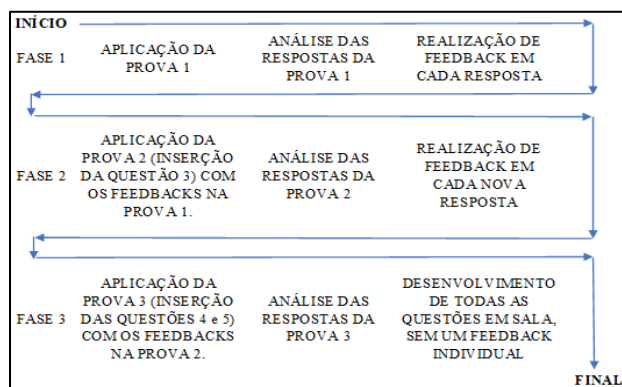 INÍCIO
FASE 1
APLICAÇÃO DA
PROVA 1
ANÁLISE DAS
RESPOSTAS DA
PROVA 1
REALIZAÇÃO DE
FEEDBACK EM
CADA RESPOSTA
FASE 2
APLICAÇÃO DA
PROVA 2 (INSERÇÃO
DA QUESTÃO 3) COM
OS FEEDBACKS NA
PROVA 1.
ANÁLISE DAS
RESPOSTAS DA
PROVA 2
REALIZAÇÃO DE
FEEDBACK EM
CADA NOVA
RESPOSTA
FASE 3
APLICAÇÃO DA
PROVA 3 (INSERÇÃO
DAS QUESTÕES 4 e 5)
COM OS FEEDBACKS
NA PROVA 2.
ANÁLISE DAS
RESPOSTAS DA
PROVA 3
DESENVOLVIMENTO
DE TODAS AS
QUESTÕES EM SALA,
SEM UM FEEDBACK
INDIVIDUAL
FINAL